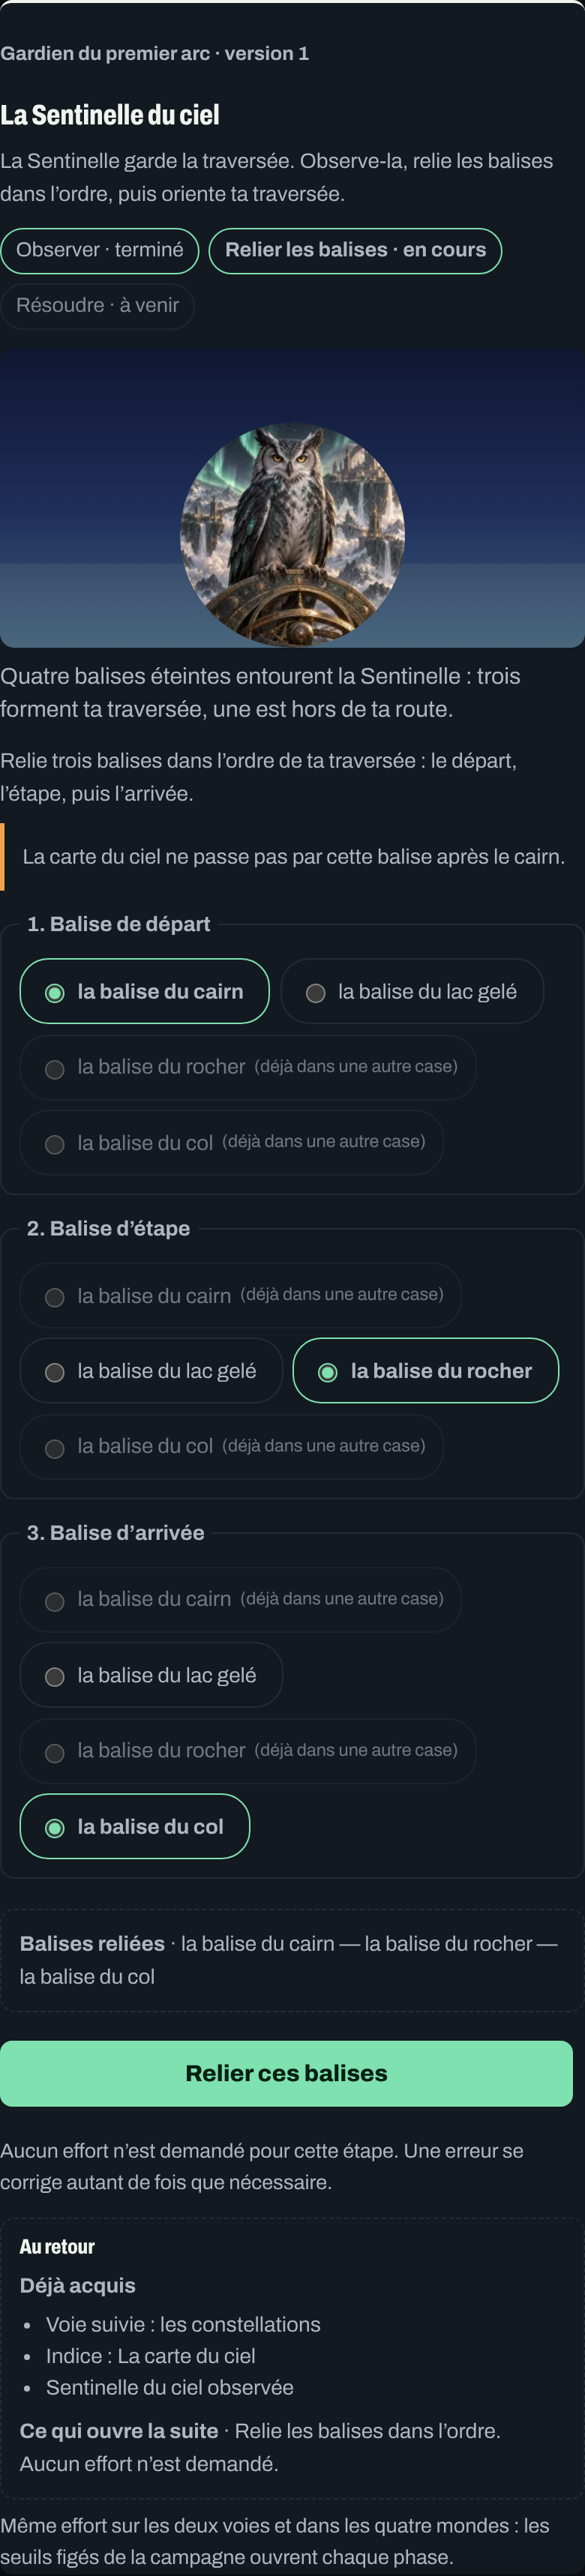 Gardien du premier arc · version 1
La Sentinelle du ciel
La Sentinelle garde la traversée. Observe-la, relie les balises
dans l’ordre, puis oriente ta traversée.
Observer · terminé
Relier les balises · en cours
Résoudre · à venir
Quatre balises éteintes entourent la Sentinelle : trois
forment ta traversée, une est hors de ta route.
Relie trois balises dans l’ordre de ta traversée : le départ,
l’étape, puis l’arrivée.
La carte du ciel ne passe pas par cette balise après le cairn.
1. Balise de départ
la balise du cairn
la balise du lac gelé
la balise du rocher (déjà dans une autre case)
la balise du col (déjà dans une autre case)
2. Balise d’étape
la balise du cairn (déjà dans une autre case)
la balise du lac gelé
la balise du rocher
la balise du col (déjà dans une autre case)
3. Balise d’arrivée
la balise du cairn (déjà dans une autre case)
la balise du lac gelé
la balise du rocher (déjà dans une autre case)
la balise du col
Balises reliées · la balise du cairn — la balise du rocher —
la balise du col
Relier ces balises
Aucun effort n’est demandé pour cette étape. Une erreur se
corrige autant de fois que nécessaire.
Au retour
Déjà acquis
• Voie suivie : les constellations
• Indice : La carte du ciel
• Sentinelle du ciel observée
Ce qui ouvre la suite · Relie les balises dans l’ordre.
Aucun effort n’est demandé.
Même effort sur les deux voies et dans les quatre mondes : les
seuils figés de la campagne ouvrent chaque phase.